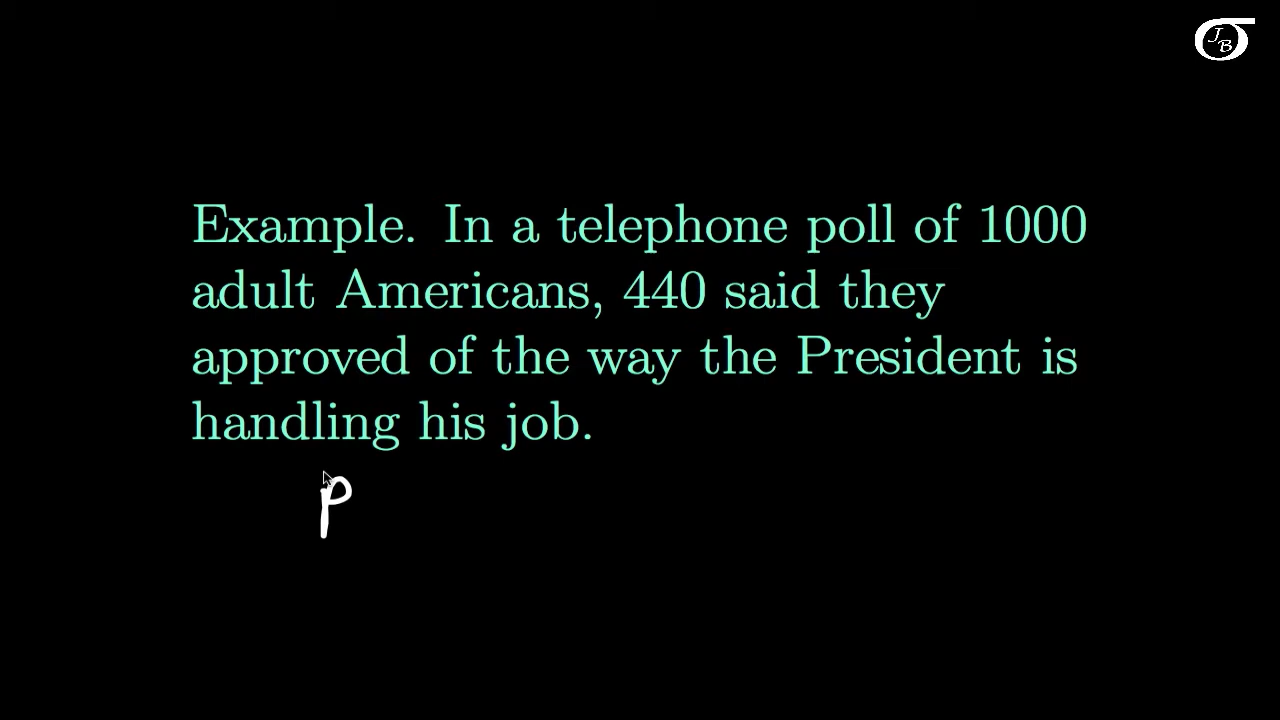 JB
Example. In a telephone poll of 1000
adult Americans, 440 said they
approved of the way the President is
handling his job.
p